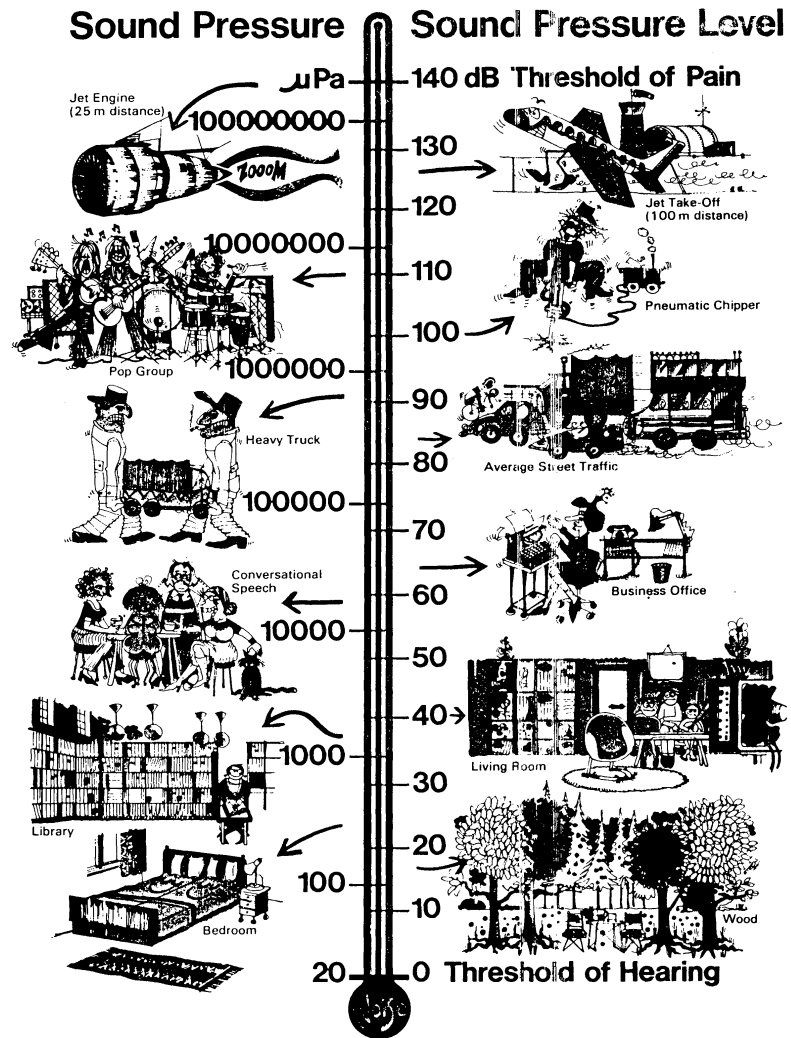 Sound Pressure
Sound Pressure Level
µPa
140 dB Threshold of Pain
Jet Engine
(25 m distance)
100000000
ZOOOM
130
Jet Take-Off
(100 m distance)
120
10000000
110
Pneumatic Chipper
100
Pop Group
1000000
90
Heavy Truck
Average Street Traffic
80
100000
70
Business Office
Conversational
Speech
60
10000
50
40
1000
Living Room
30
Library
20
100
10
Bedroom
Wood
20
0 Threshold of Hearing
Noise